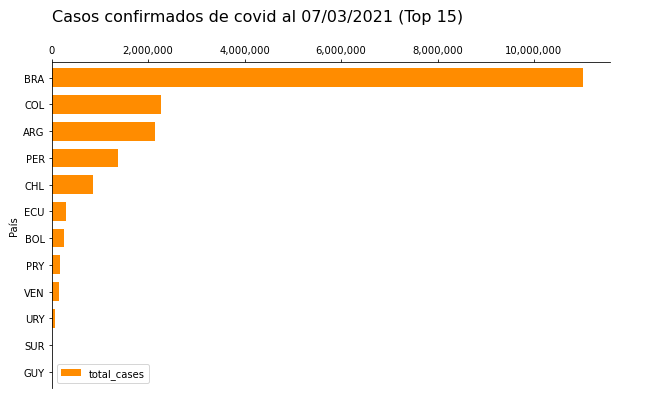 Casos confirmados de covid al 07/03/2021 (Top 15)
0 2,000,000 4,000,000 6,000,000 8,000,000 10,000,000
BRA
COL
ARG
PER
CHL
ECU
País
BOL
PRY
VEN
URY
SUR
GUY
total_cases